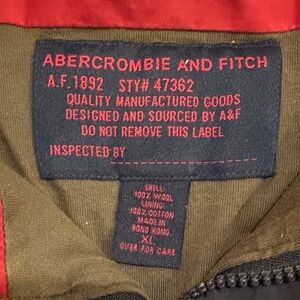 ABERCROMBIE AND FITCH
A.F.1892 STY# 47362
QUALITY MANUFACTURED GOODS
DESIGNED AND SOURCED BY A&F
DO NOT REMOVE THIS LABEL
INSPECTED BY
SHELL:
100% WOOL
LINING:
100% COTTON
MADE IN
HONG KONG
XL
OVER FOR CARE